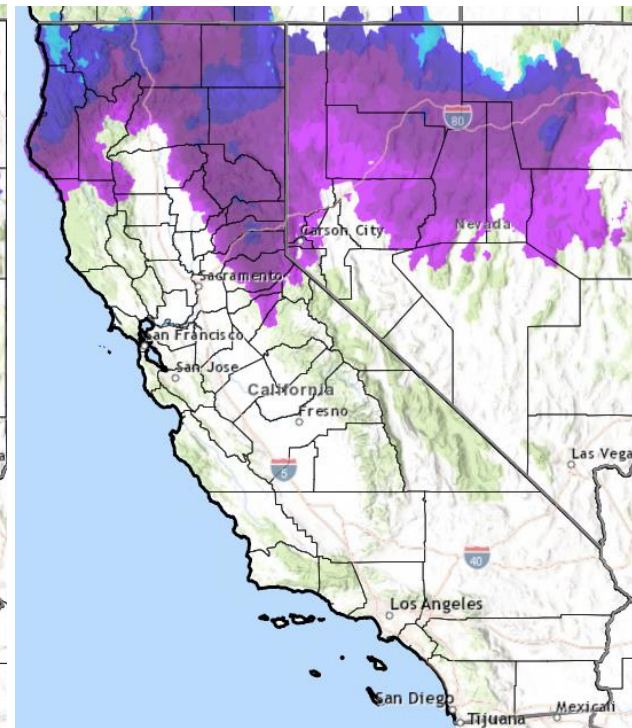 80
Nevada
Carson City
Sacramento
San Francisco
San Jose
California
Fresno
5
Las Vega
40
Los Angeles
San Diego
Tijuana
Mexicali
a